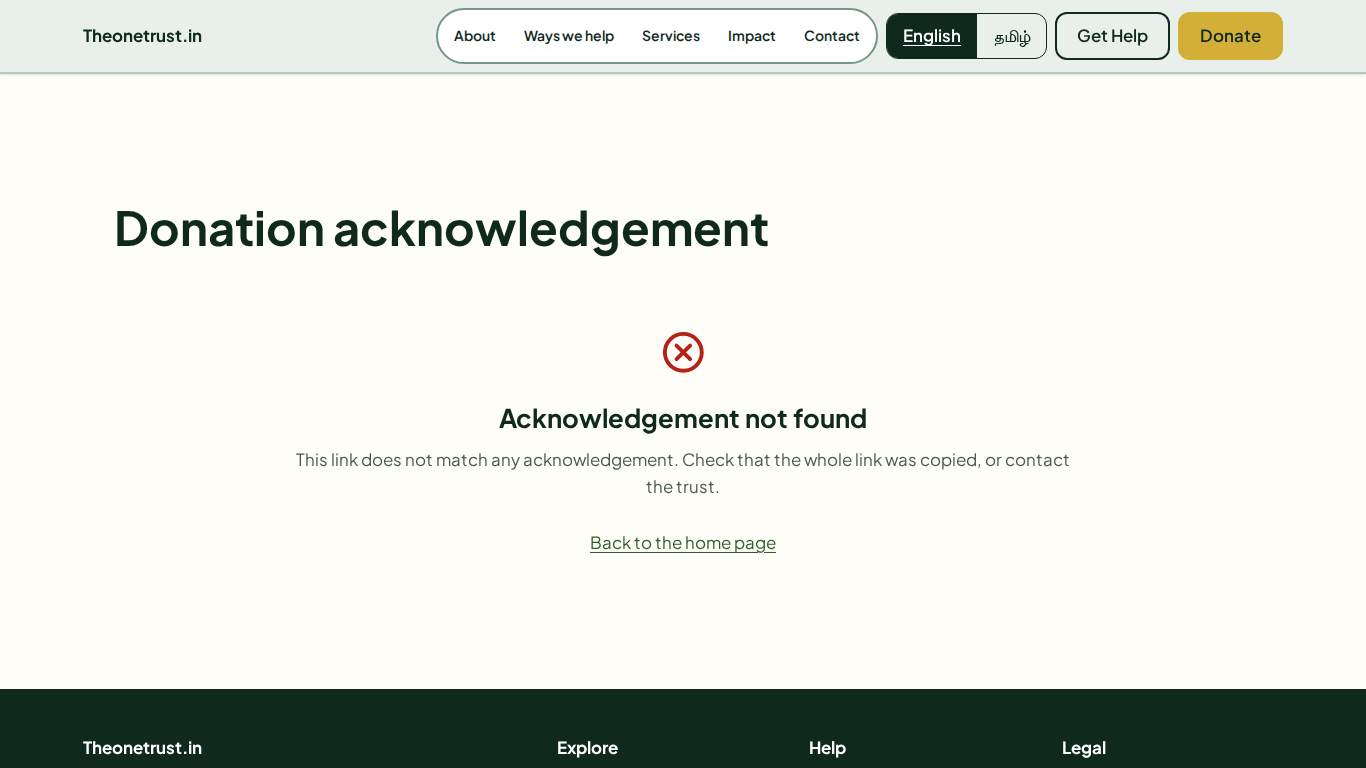 Theonetrust.in
About
Ways we help
Services
Impact
Contact
English
தமிழ்
Get Help
Donate
Donation acknowledgement
Acknowledgement not found
This link does not match any acknowledgement. Check that the whole link was copied, or contact
the trust.
Back to the home page
Theonetrust.in
Explore
Help
Legal